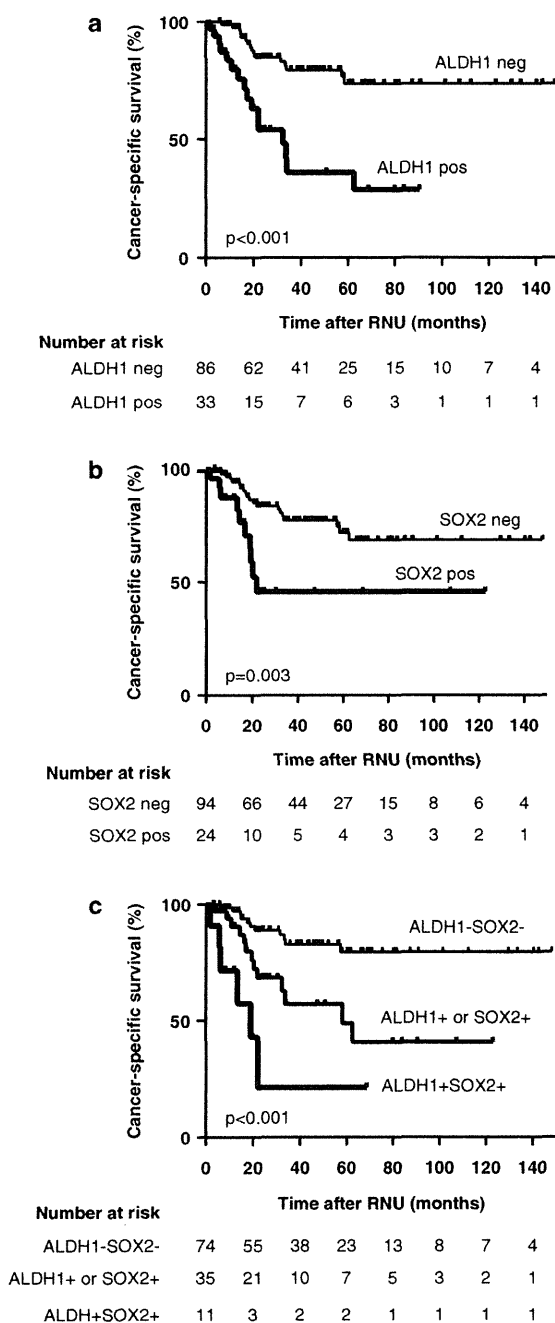 a
Cancer-specific survival (%)
100
50
0
ALDH1 neg
ALDH1 pos
p<0.001
0 20 40 60 80 100 120 140
Time after RNU (months)
Number at risk
ALDH1 neg 86 62 41 25 15 10 7 4
ALDH1 pos 33 15 7 6 3 1 1 1
b
Cancer-specific survival (%)
100
50
0
SOX2 neg
SOX2 pos
p=0.003
0 20 40 60 80 100 120 140
Time after RNU (months)
Number at risk
SOX2 neg 94 66 44 27 15 8 6 4
SOX2 pos 24 10 5 4 3 3 2 1
c
Cancer-specific survival (%)
100
50
0
ALDH1-SOX2-
ALDH1+ or SOX2+
ALDH1+SOX2+
p<0.001
0 20 40 60 80 100 120 140
Time after RNU (months)
Number at risk
ALDH1-SOX2- 74 55 38 23 13 8 7 4
ALDH1+ or SOX2+ 35 21 10 7 5 3 2 1
ALDH+SOX2+ 11 3 2 2 1 1 1 1